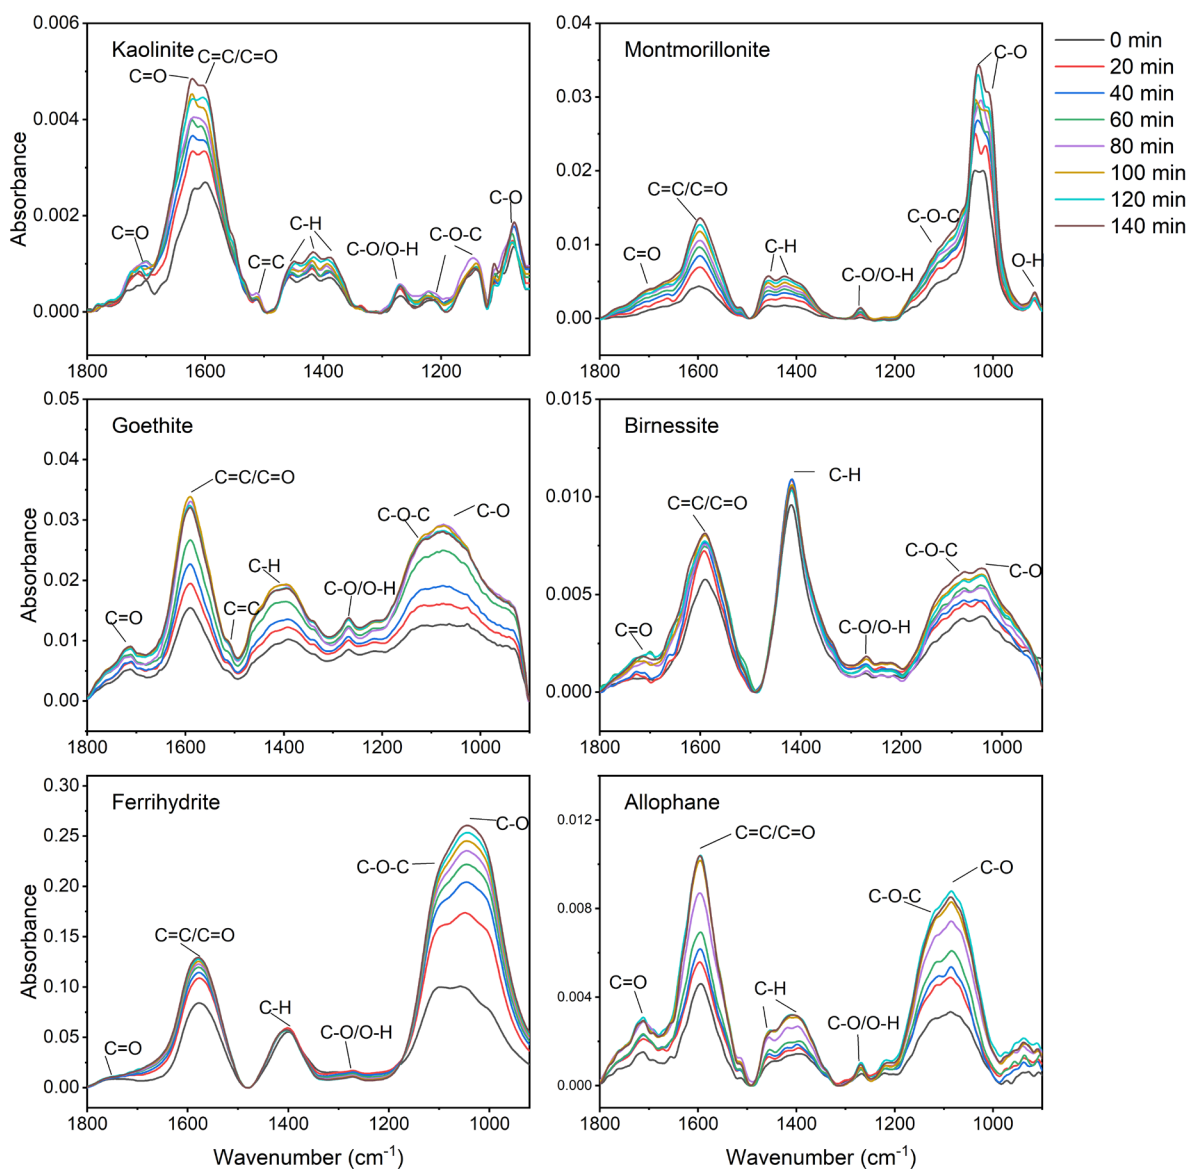 Kaolinite
0.006
0.004
0.002
0.000
Absorbance
C=O
C=C/C=O
C=O
C=C
C-H
C-O/O-H
C-O-C
C-O
1800 1600 1400 1200
Montmorillonite
0.04
0.03
0.02
0.01
0.00
C=C/C=O
C=O
C-H
C-O/O-H
C-O-C
C-O
O-H
1800 1600 1400 1200 1000
0 min
20 min
40 min
60 min
80 min
100 min
120 min
140 min
Goethite
0.05
0.04
0.03
0.02
0.01
0.00
Absorbance
C=C/C=O
C=O
C=C
C-H
C-O/O-H
C-O-C
C-O
1800 1600 1400 1200 1000
Birnessite
0.015
0.010
0.005
0.000
C=C/C=O
C=O
C-H
C-O/O-H
C-O-C
C-O
1800 1600 1400 1200 1000
Ferrihydrite
0.30
0.25
0.20
0.15
0.10
0.05
0.00
Absorbance
C=C/C=O
C=O
C-H
C-O/O-H
C-O-C
C-O
1800 1600 1400 1200 1000
Wavenumber (cm⁻¹)
Allophane
0.012
0.008
0.004
0.000
C=C/C=O
C=O
C-H
C-O/O-H
C-O-C
C-O
1800 1600 1400 1200 1000
Wavenumber (cm⁻¹)